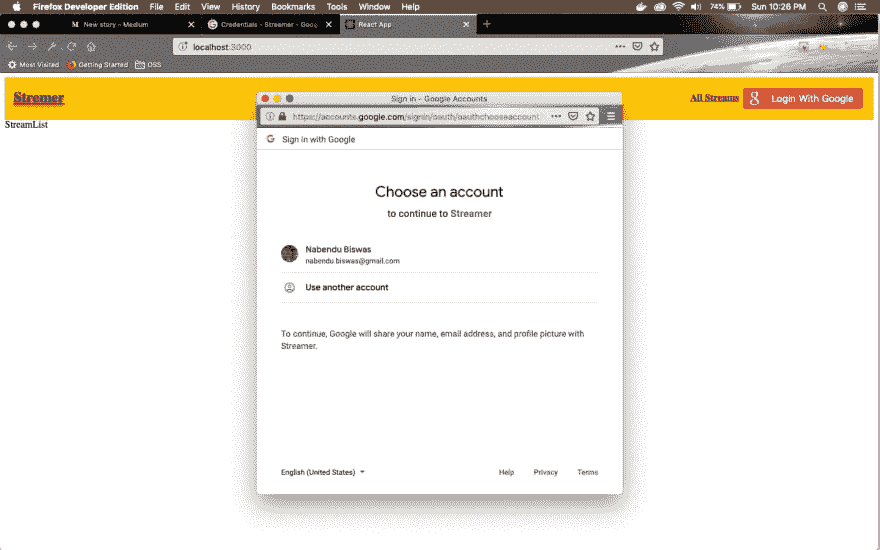 Firefox Developer Edition File Edit View History Bookmarks Tools Window Help 74% Sun 10:26 PM
M New story – Medium × Credentials - Streamer - Goog × React App × +
localhost:3000
Most Visited Getting Started OSS
Stremer All Streams Login With Google
StreamList
Sign in - Google Accounts
https://accounts.google.com/signin/oauth/oauthchooseaccount
Sign in with Google
Choose an account
to continue to Streamer
Nabendu Biswas
nabendu.biswas@gmail.com
Use another account
To continue, Google will share your name, email address, and profile picture with
Streamer.
English (United States) Help Privacy Terms